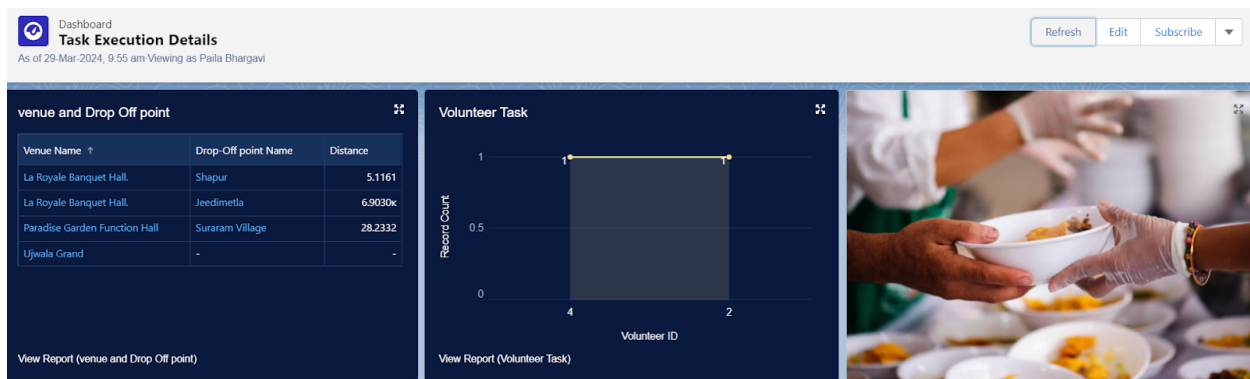 Dashboard
Task Execution Details
As of 29-Mar-2024, 9:55 am·Viewing as Paila Bhargavi
Refresh Edit Subscribe
venue and Drop Off point
Venue Name ↑ Drop-Off point Name Distance
La Royale Banquet Hall. Shapur 5.1161
La Royale Banquet Hall. Jeedimetla 6.9030K
Paradise Garden Function Hall Suraram Village 28.2332
Ujwala Grand - -
View Report (venue and Drop Off point)
Volunteer Task
Record Count
1
0.5
0
1 1
4 2
Volunteer ID
View Report (Volunteer Task)